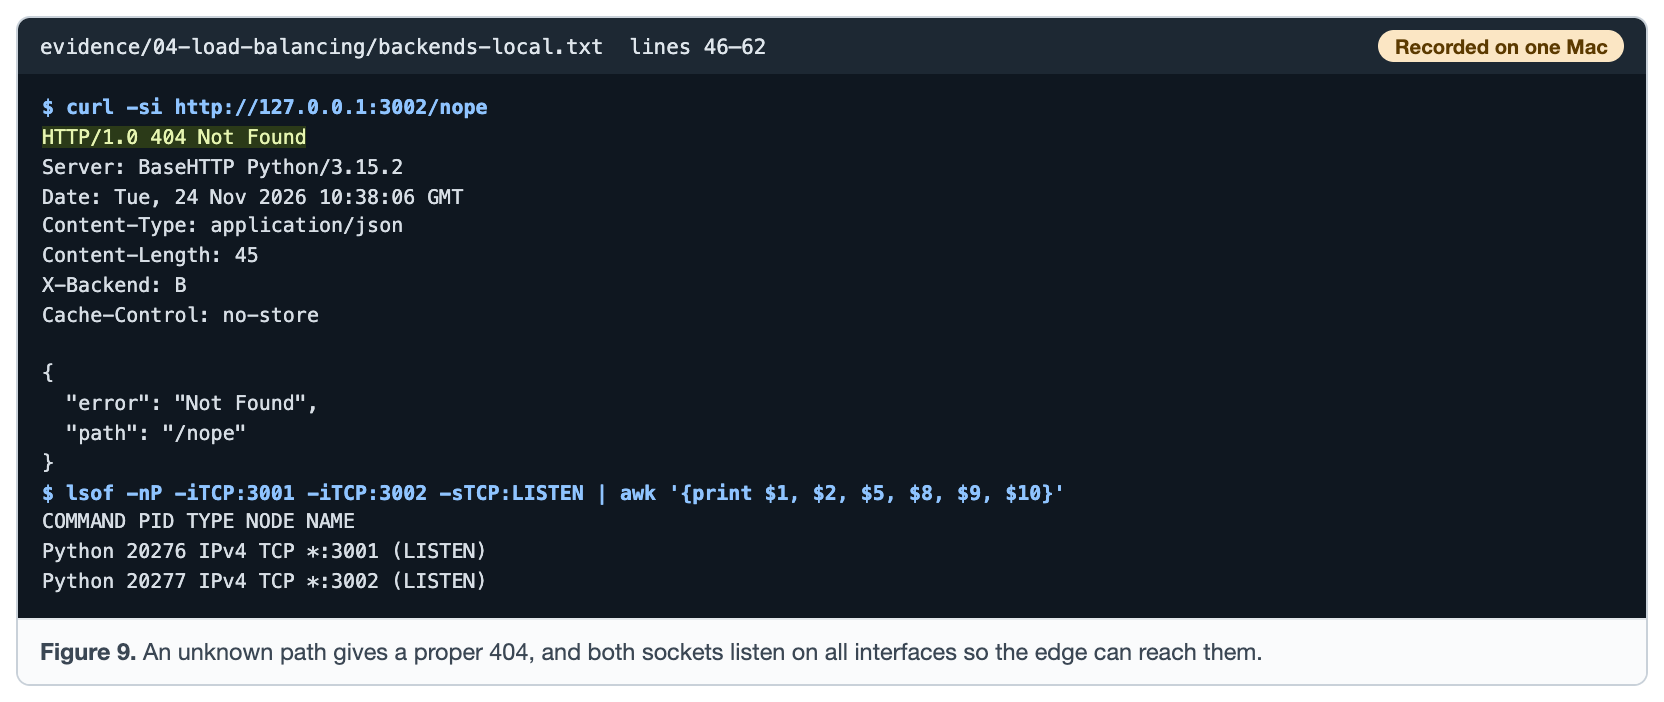 evidence/04-load-balancing/backends-local.txt  lines 46–62
Recorded on one Mac
$ curl -si http://127.0.0.1:3002/nope
HTTP/1.0 404 Not Found
Server: BaseHTTP Python/3.15.2
Date: Tue, 24 Nov 2026 10:38:06 GMT
Content-Type: application/json
Content-Length: 45
X-Backend: B
Cache-Control: no-store

{
  "error": "Not Found",
  "path": "/nope"
}
$ lsof -nP -iTCP:3001 -iTCP:3002 -sTCP:LISTEN | awk '{print $1, $2, $5, $8, $9, $10}'
COMMAND PID TYPE NODE NAME
Python 20276 IPv4 TCP *:3001 (LISTEN)
Python 20277 IPv4 TCP *:3002 (LISTEN)
Figure 9. An unknown path gives a proper 404, and both sockets listen on all interfaces so the edge can reach them.